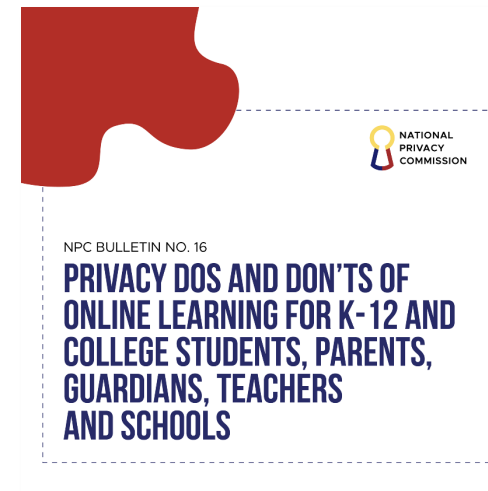 NATIONAL
PRIVACY
COMMISSION
NPC BULLETIN NO. 16
PRIVACY DOS AND DON'TS OF
ONLINE LEARNING FOR K-12 AND
COLLEGE STUDENTS, PARENTS,
GUARDIANS, TEACHERS
AND SCHOOLS